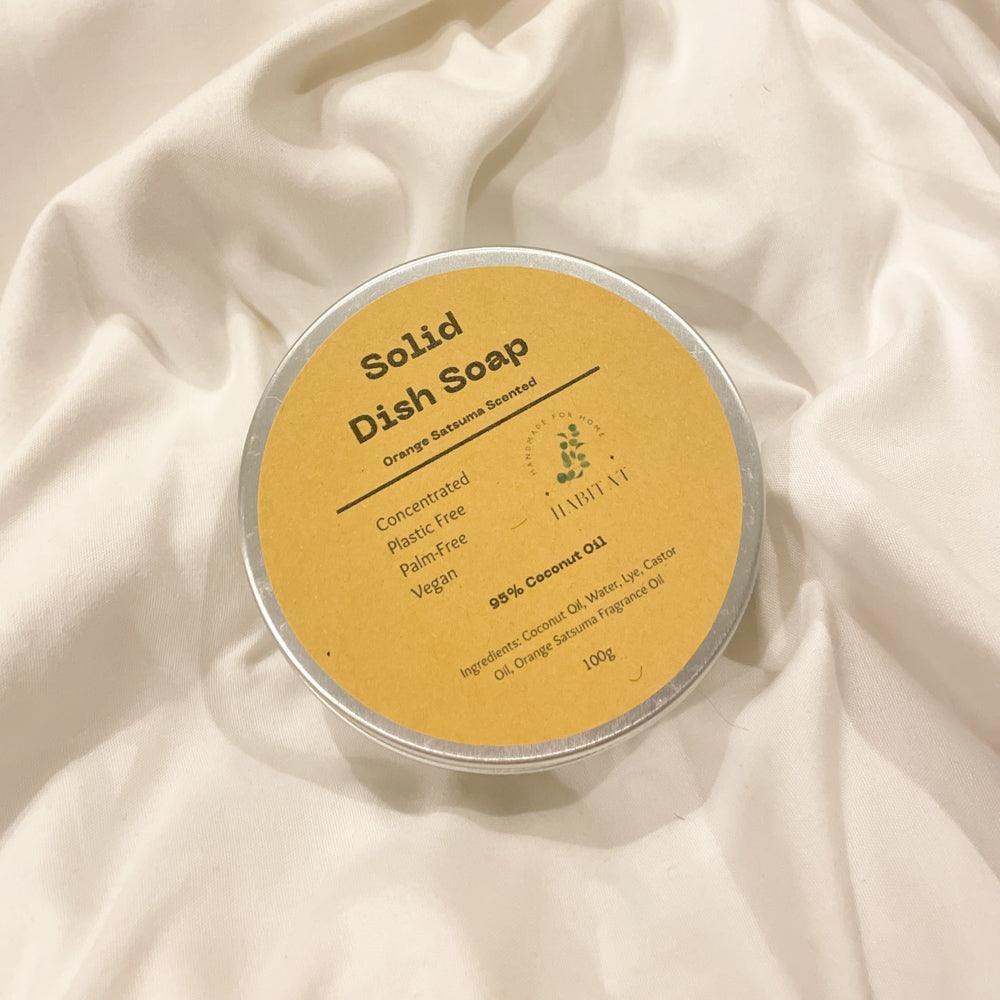 Solid
Dish Soap
Orange Satsuma Scented
Concentrated
Plastic Free
Palm-Free
Vegan
HANDMADE FOR HOME
HABITAT
95% Coconut Oil
Ingredients: Coconut Oil, Water, Lye, Castor
Oil, Orange Satsuma Fragrance Oil
100g